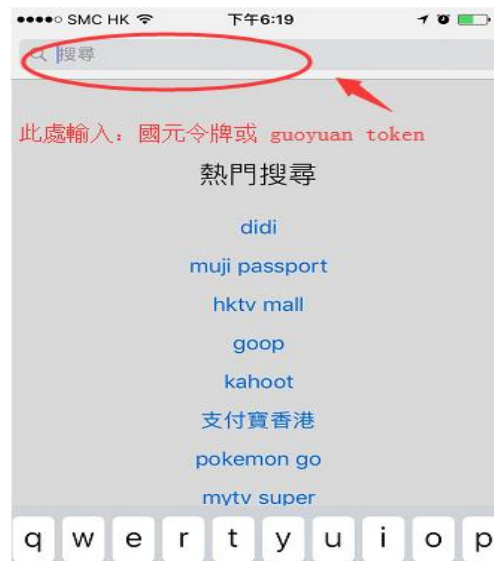 SMC HK 下午6:19
搜尋
此處輸入：國元令牌或 guoyuan token
熱門搜尋
didi
muji passport
hktv mall
goop
kahoot
支付寶香港
pokemon go
mytv super
q w e r t y u i o p